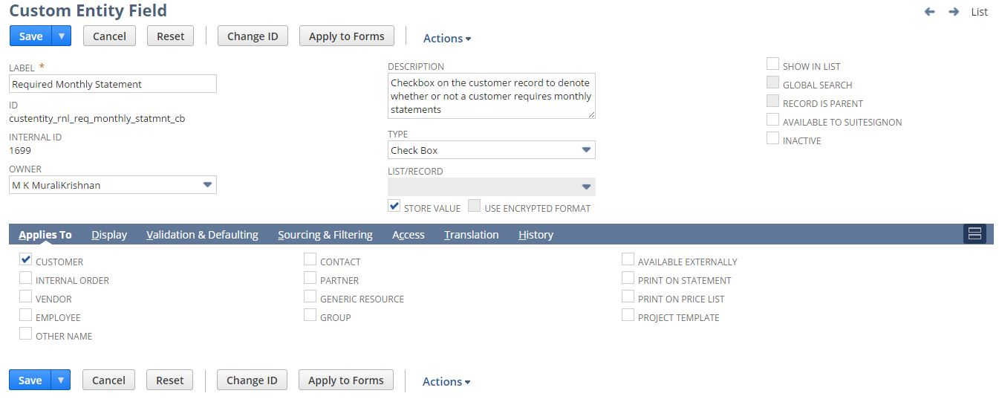 Custom Entity Field
List
Save Cancel Reset Change ID Apply to Forms Actions
LABEL *
Required Monthly Statement
ID
custentity_rnl_req_monthly_statmnt_cb
INTERNAL ID
1699
OWNER
M K MuraliKrishnan
DESCRIPTION
Checkbox on the customer record to denote
whether or not a customer requires monthly
statements
TYPE
Check Box
LIST/RECORD
STORE VALUE USE ENCRYPTED FORMAT
SHOW IN LIST
GLOBAL SEARCH
RECORD IS PARENT
AVAILABLE TO SUITESIGNON
INACTIVE
Applies To Display Validation & Defaulting Sourcing & Filtering Access Translation History
CUSTOMER
INTERNAL ORDER
VENDOR
EMPLOYEE
OTHER NAME
CONTACT
PARTNER
GENERIC RESOURCE
GROUP
AVAILABLE EXTERNALLY
PRINT ON STATEMENT
PRINT ON PRICE LIST
PROJECT TEMPLATE
Save Cancel Reset Change ID Apply to Forms Actions